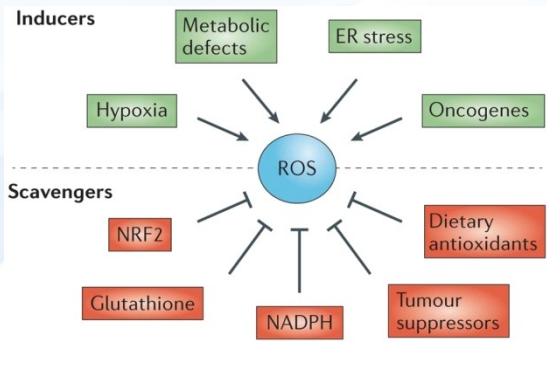 Inducers
Metabolic
defects
ER stress
Hypoxia
Oncogenes
ROS
Scavengers
NRF2
Dietary
antioxidants
Glutathione
NADPH
Tumour
suppressors